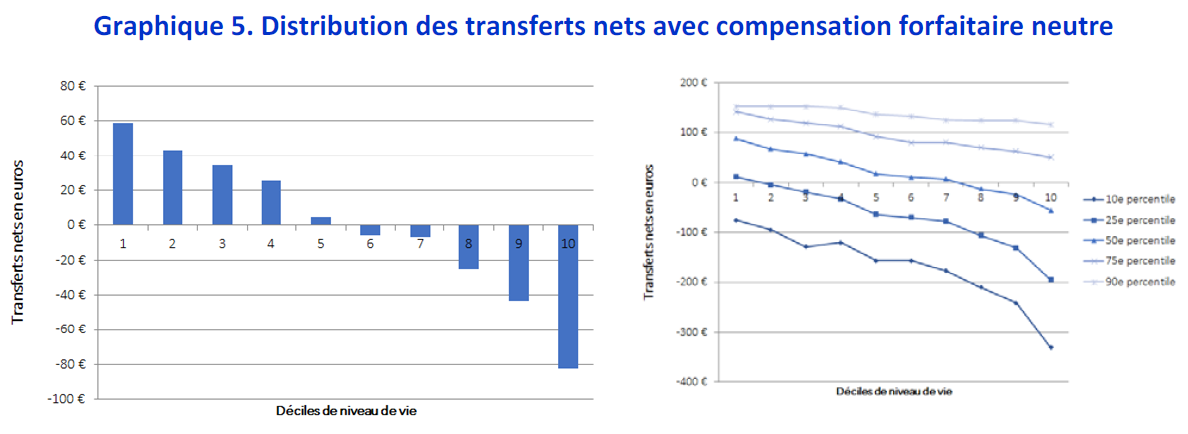 Graphique 5. Distribution des transferts nets avec compensation forfaitaire neutre
80 €
60 €
40 €
20 €
0 €
-20 €
-40 €
-60 €
-80 €
-100 €
Transferts nets en euros
1 2 3 4 5 6 7 8 9 10
Déciles de niveau de vie
200 €
100 €
0 €
-100 €
-200 €
-300 €
-400 €
Transferts nets en euros
1 2 3 4 5 6 7 8 9 10
Déciles de niveau de vie
10e percentile
25e percentile
50e percentile
75e percentile
90e percentile